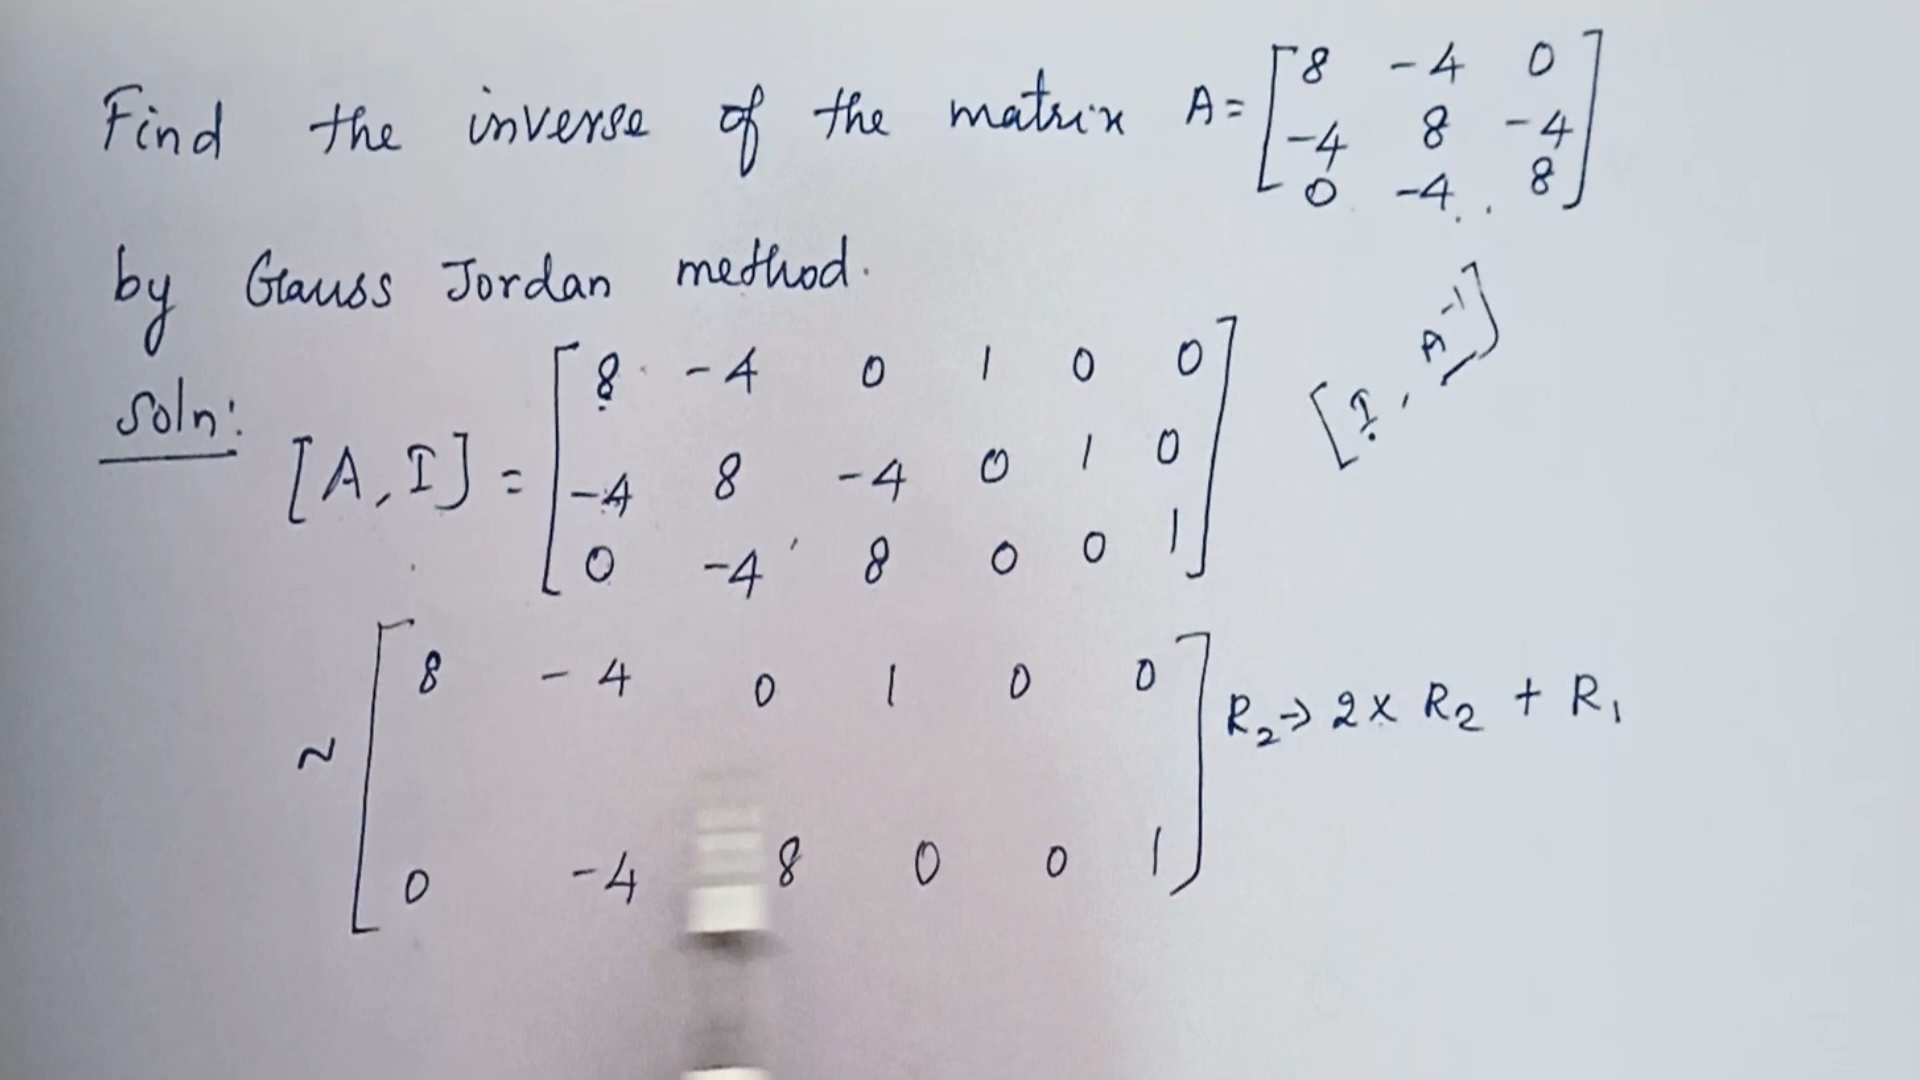 Find the inverse of the matrix A= [8 -4 0
-4 8 -4
0 -4 8]
by Gauss Jordan method.
Soln:
[A, I] = [8 -4 0 1 0 0
-4 8 -4 0 1 0
0 -4 8 0 0 1]
[I, A⁻¹]
~ [8 -4 0 1 0 0
0 -4 8 0 0 1] R₂→ 2 x R₂ + R₁